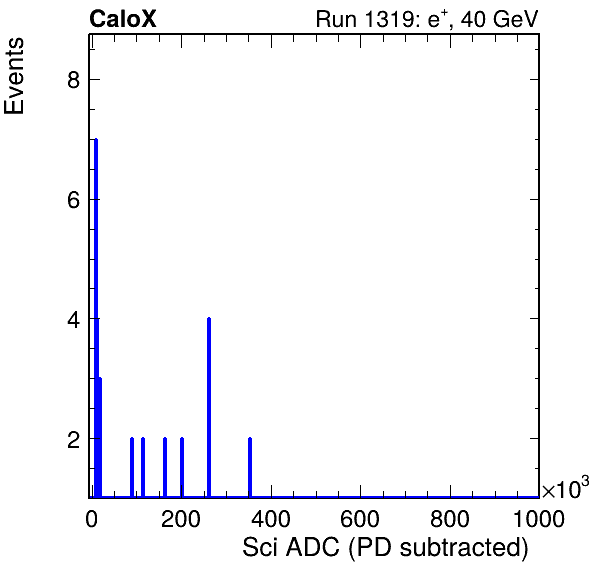 CaloX Run 1319: e⁺, 40 GeV
Events
8
6
4
2
×10³
0 200 400 600 800 1000
Sci ADC (PD subtracted)